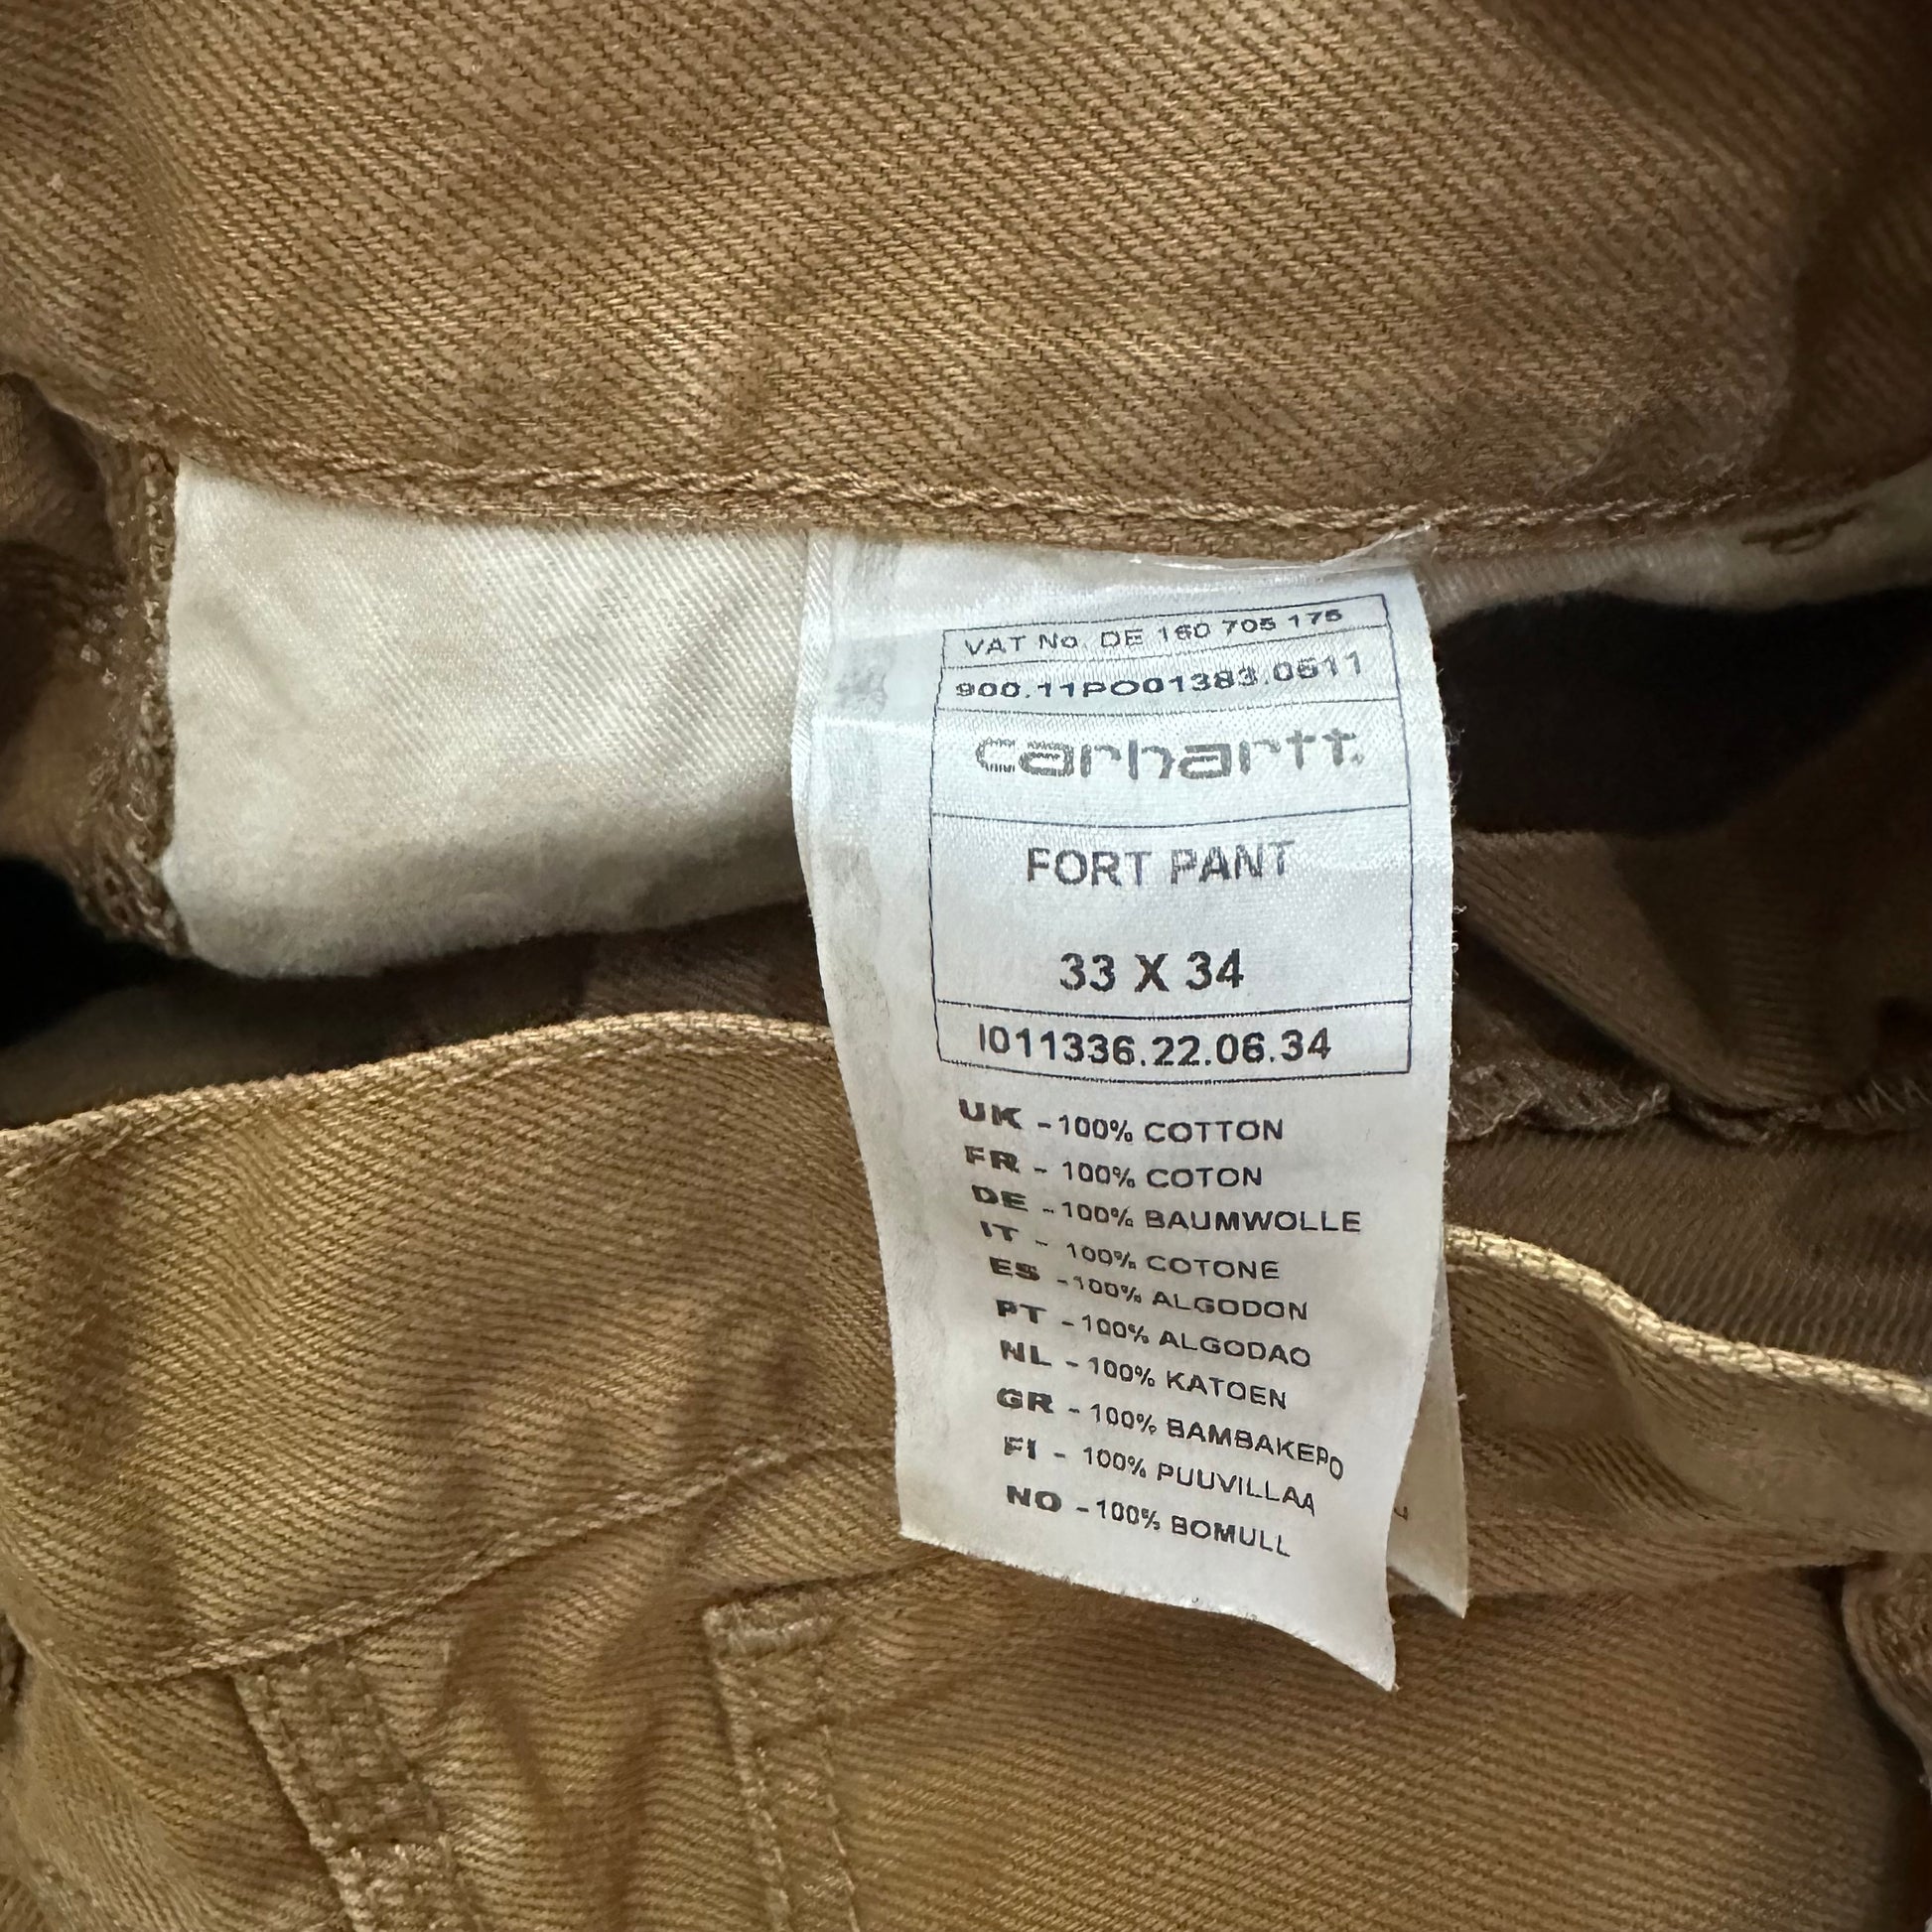 VAT No. DE 160 705 175
900.11PO01383.0511
carhartt.
FORT PANT
33 X 34
I011336.22.06.34
UK - 100% COTTON
FR - 100% COTON
DE - 100% BAUMWOLLE
IT - 100% COTONE
ES - 100% ALGODON
PT - 100% ALGODAO
NL - 100% KATOEN
GR - 100% BAMBAKEPO
FI - 100% PUUVILLAA
NO - 100% BOMULL